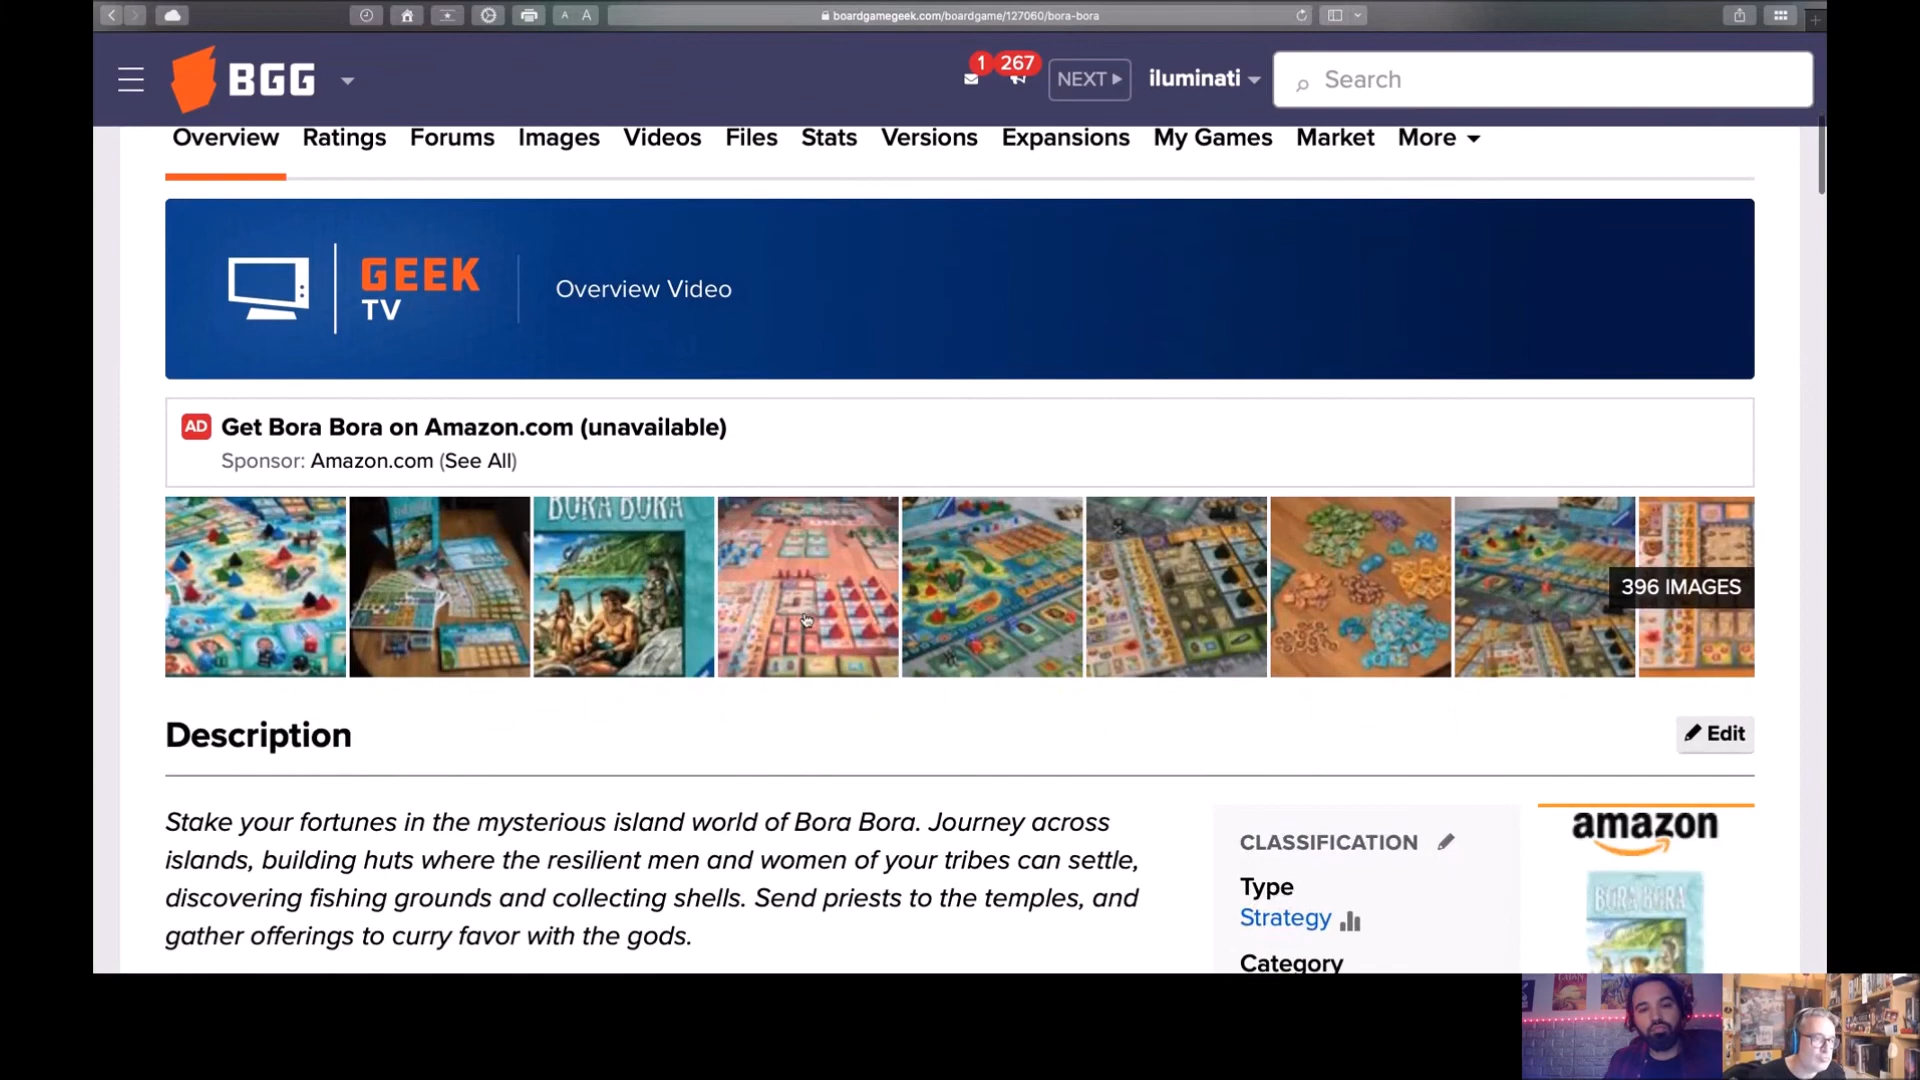 A A
boardgamegeek.com/boardgame/127060/bora-bora
BGG
1 267
NEXT
iluminati
Search
Overview Ratings Forums Images Videos Files Stats Versions Expansions My Games Market More
GEEK
TV
Overview Video
AD Get Bora Bora on Amazon.com (unavailable)
Sponsor: Amazon.com (See All)
BORA BORA
396 IMAGES
Description
Edit
Stake your fortunes in the mysterious island world of Bora Bora. Journey across
islands, building huts where the resilient men and women of your tribes can settle,
discovering fishing grounds and collecting shells. Send priests to the temples, and
gather offerings to curry favor with the gods.
CLASSIFICATION
Type
Strategy
Category
amazon
BORA BORA